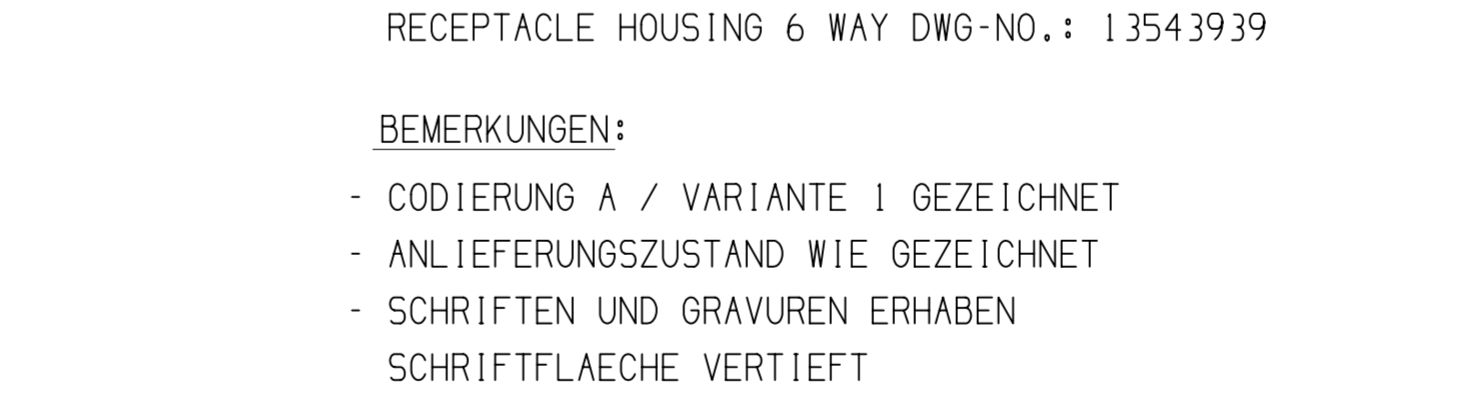 RECEPTACLE HOUSING 6 WAY DWG-NO.: 13543939
BEMERKUNGEN:
- CODIERUNG A / VARIANTE 1 GEZEICHNET
- ANLIEFERUNGSZUSTAND WIE GEZEICHNET
- SCHRIFTEN UND GRAVUREN ERHABEN
SCHRIFTFLAECHE VERTIEFT